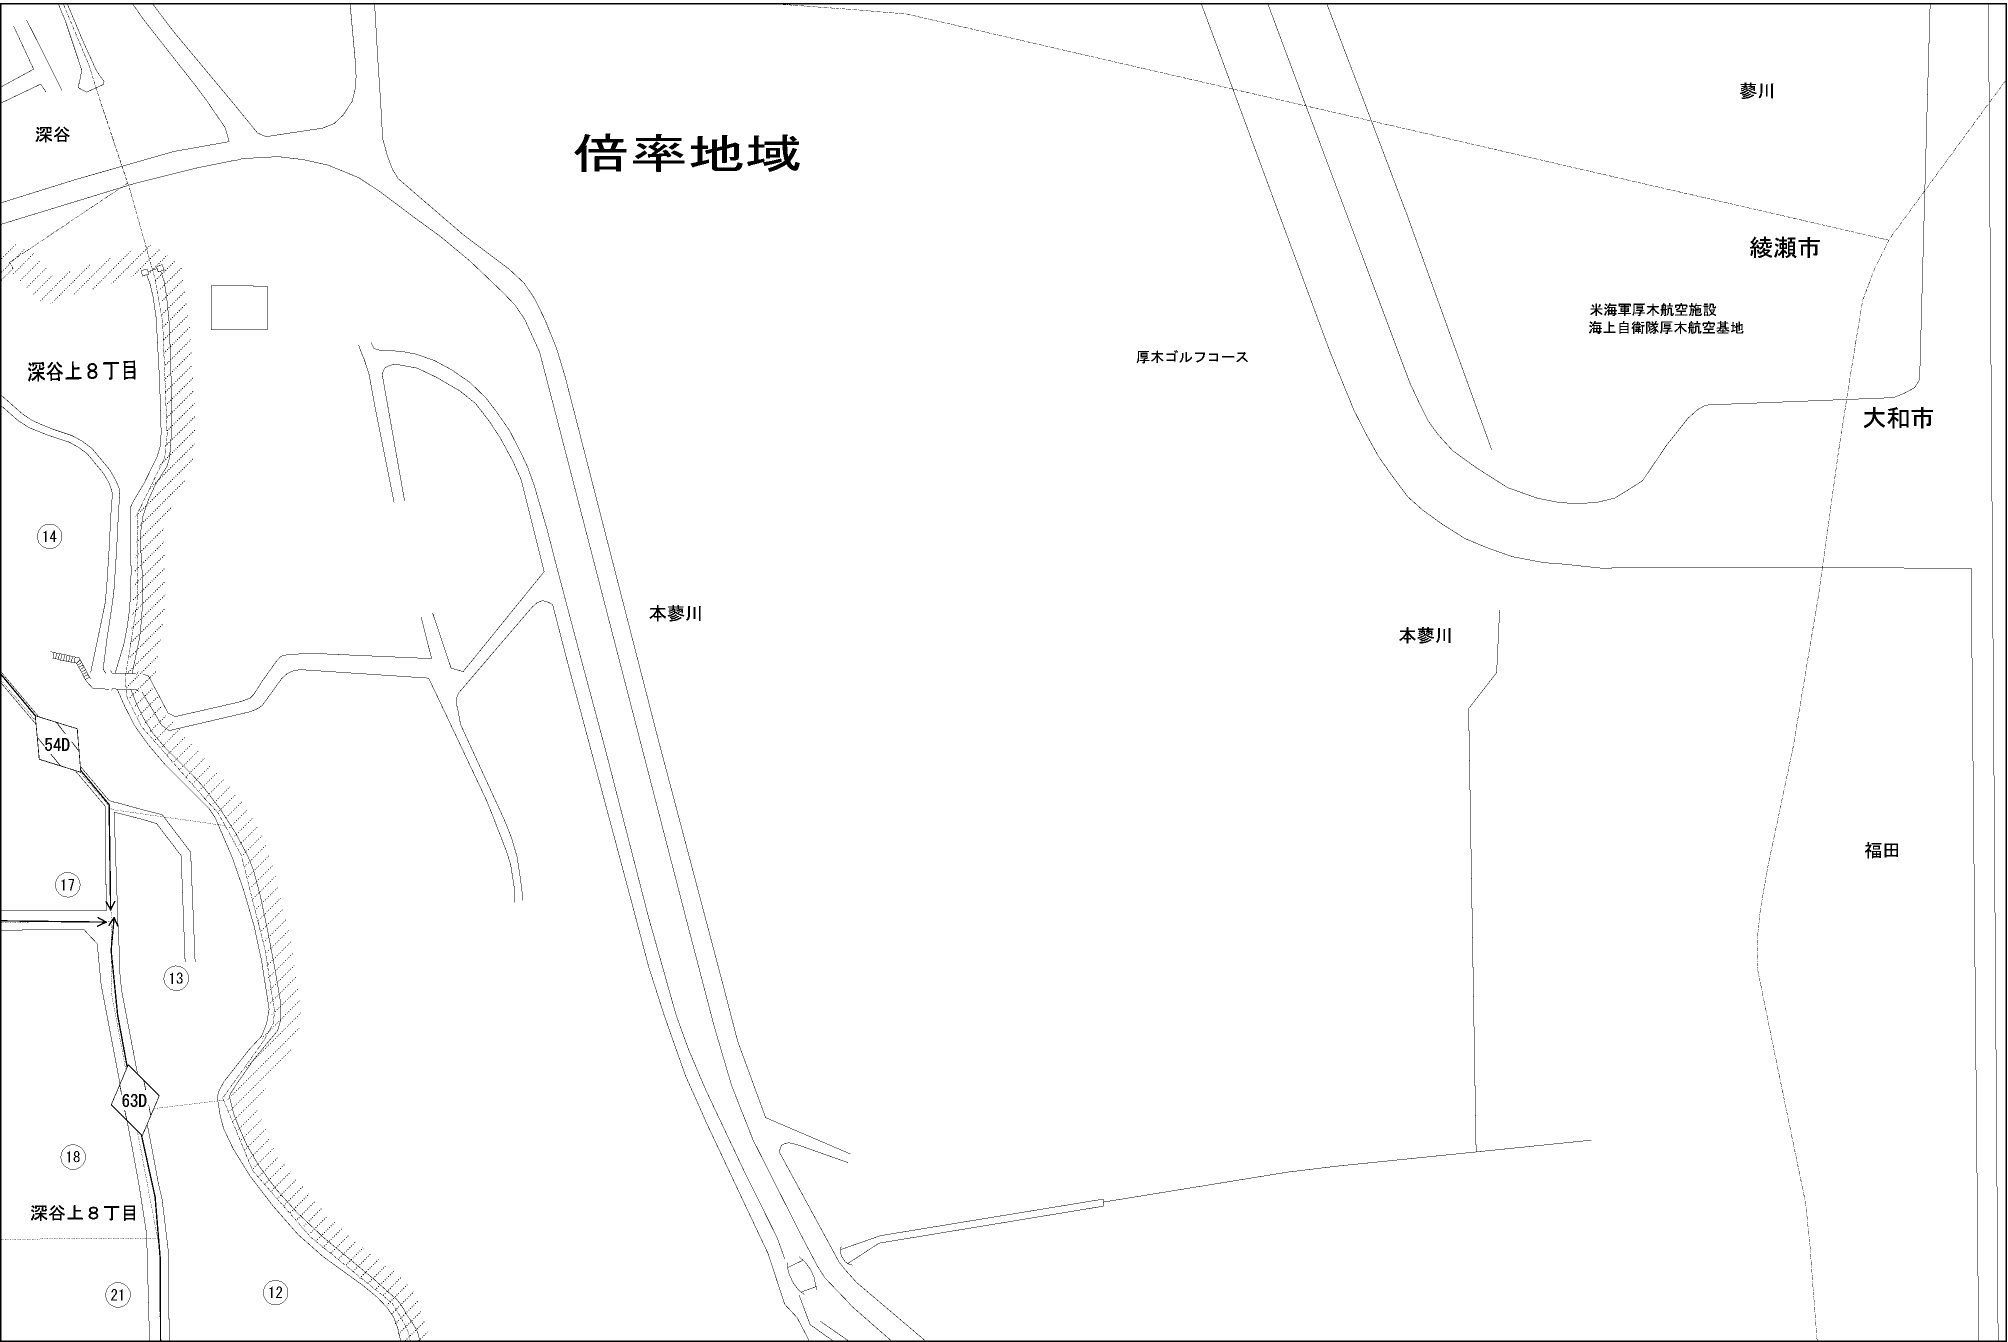 蓼川
深谷
倍率地域
綾瀬市
米海軍厚木航空施設
海上自衛隊厚木航空基地
厚木ゴルフコース
深谷上８丁目
大和市
14
本蓼川
本蓼川
54D
福田
17
13
63D
18
深谷上８丁目
21
12